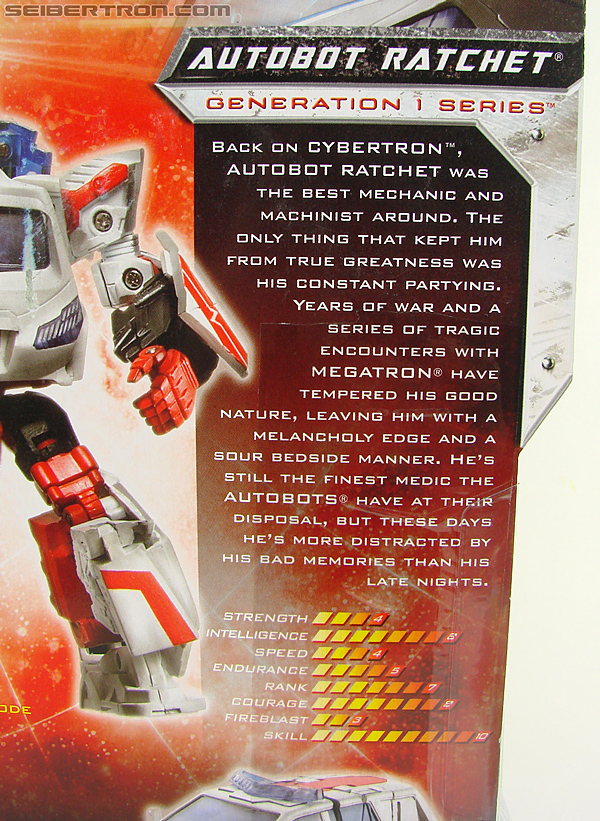 SEIBERTRON.COM
AUTOBOT RATCHET®
GENERATION 1 SERIES™
BACK ON CYBERTRON™,
AUTOBOT RATCHET WAS
THE BEST MECHANIC AND
MACHINIST AROUND. THE
ONLY THING THAT KEPT HIM
FROM TRUE GREATNESS WAS
HIS CONSTANT PARTYING.
YEARS OF WAR AND A
SERIES OF TRAGIC
ENCOUNTERS WITH
MEGATRON® HAVE
TEMPERED HIS GOOD
NATURE, LEAVING HIM WITH A
MELANCHOLY EDGE AND A
SOUR BEDSIDE MANNER. HE'S
STILL THE FINEST MEDIC THE
AUTOBOTS® HAVE AT THEIR
DISPOSAL, BUT THESE DAYS
HE'S MORE DISTRACTED BY
HIS BAD MEMORIES THAN HIS
LATE NIGHTS.
STRENGTH 4
INTELLIGENCE
SPEED 4
ENDURANCE 5
RANK 7
COURAGE
FIREBLAST 3
SKILL 10
ODE